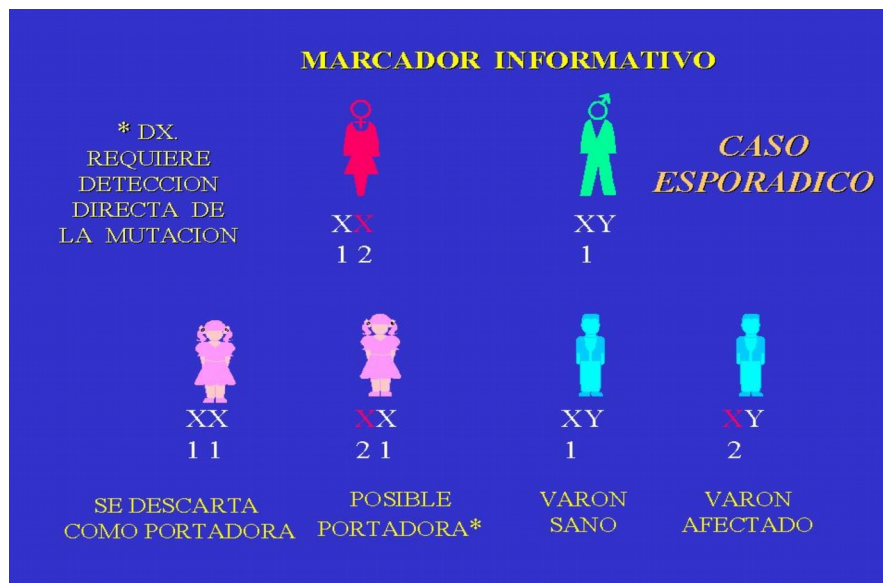 MARCADOR INFORMATIVO
* DX.
REQUIERE
DETECCION
DIRECTA DE
LA MUTACION
CASO
ESPORADICO
XX
1 2
XY
1
XX
1 1
XX
2 1
XY
1
XY
2
SE DESCARTA
COMO PORTADORA
POSIBLE
PORTADORA*
VARON
SANO
VARON
AFECTADO